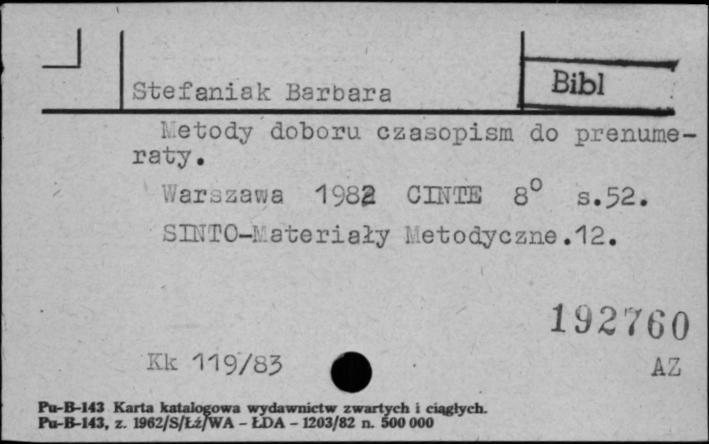 Bibl
Stefaniak Barbara
Metody doboru czasopism do prenume-
raty.
Warszawa 1982 CINTE 8° s.52.
SINTO-Materiały Metodyczne.12.
192760
Kk 119/83
AZ
Pu-B-143 Karta katalogowa wydawnictw zwartych i ciągłych.
Pu-B-143, z. 1962/S/Łż/WA - ŁDA - 1203/82 n. 500 000